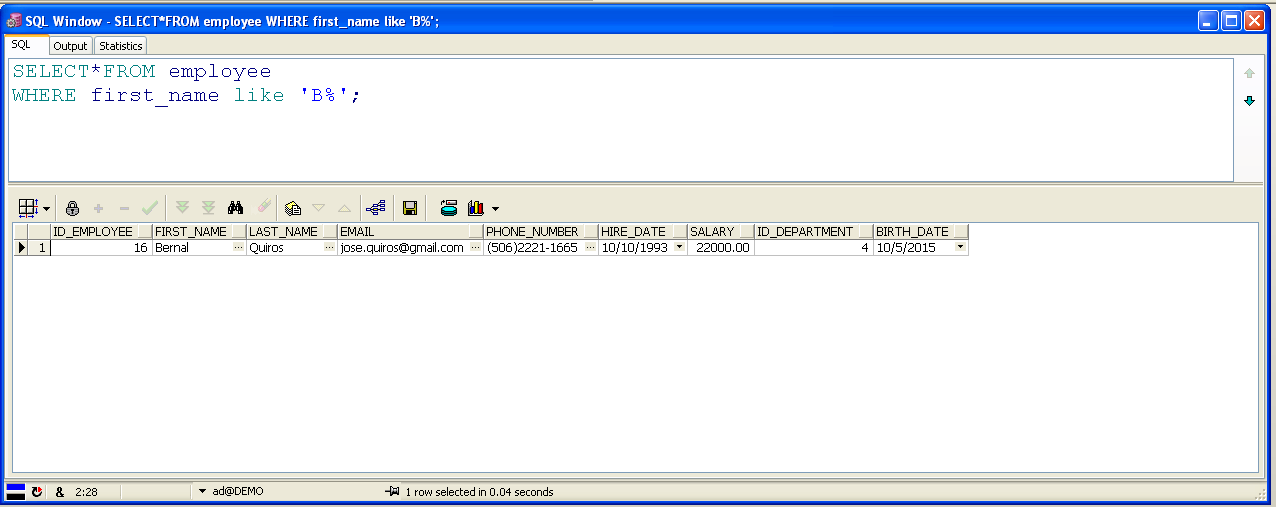 SQL Window - SELECT*FROM employee WHERE first_name like 'B%';
SQL Output Statistics
SELECT*FROM employee
WHERE first_name like 'B%';
ID_EMPLOYEE FIRST_NAME LAST_NAME EMAIL PHONE_NUMBER HIRE_DATE SALARY ID_DEPARTMENT BIRTH_DATE
1 16 Bernal ... Quiros ... jose.quiros@gmail.com ... (506)2221-1665 ... 10/10/1993 22000.00 4 10/5/2015
& 2:28 ad@DEMO 1 row selected in 0.04 seconds